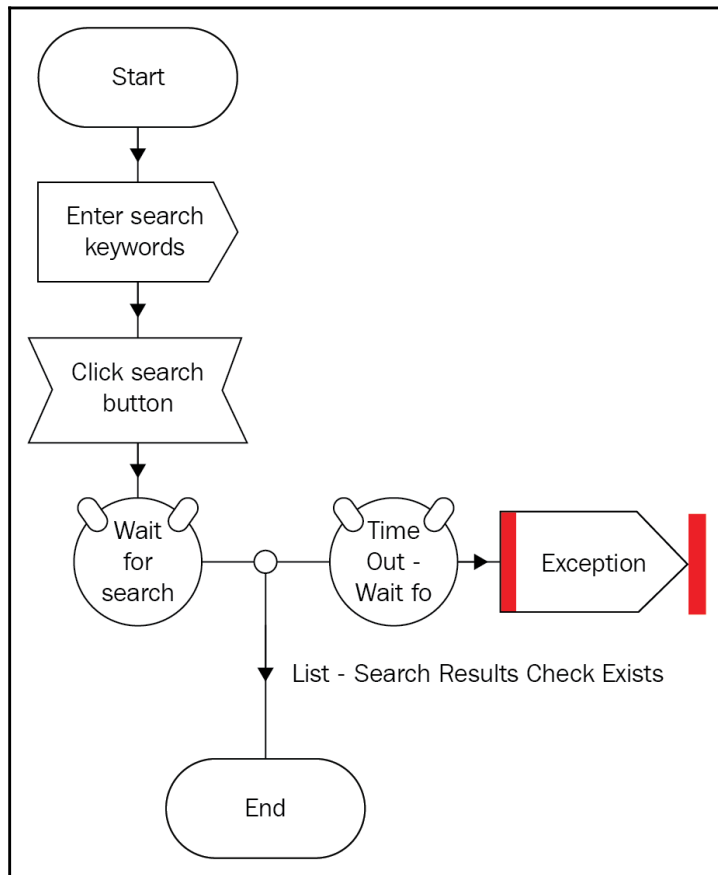 Start
Enter search
keywords
Click search
button
Wait
for
search
Time
Out -
Wait fo
Exception
List - Search Results Check Exists
End